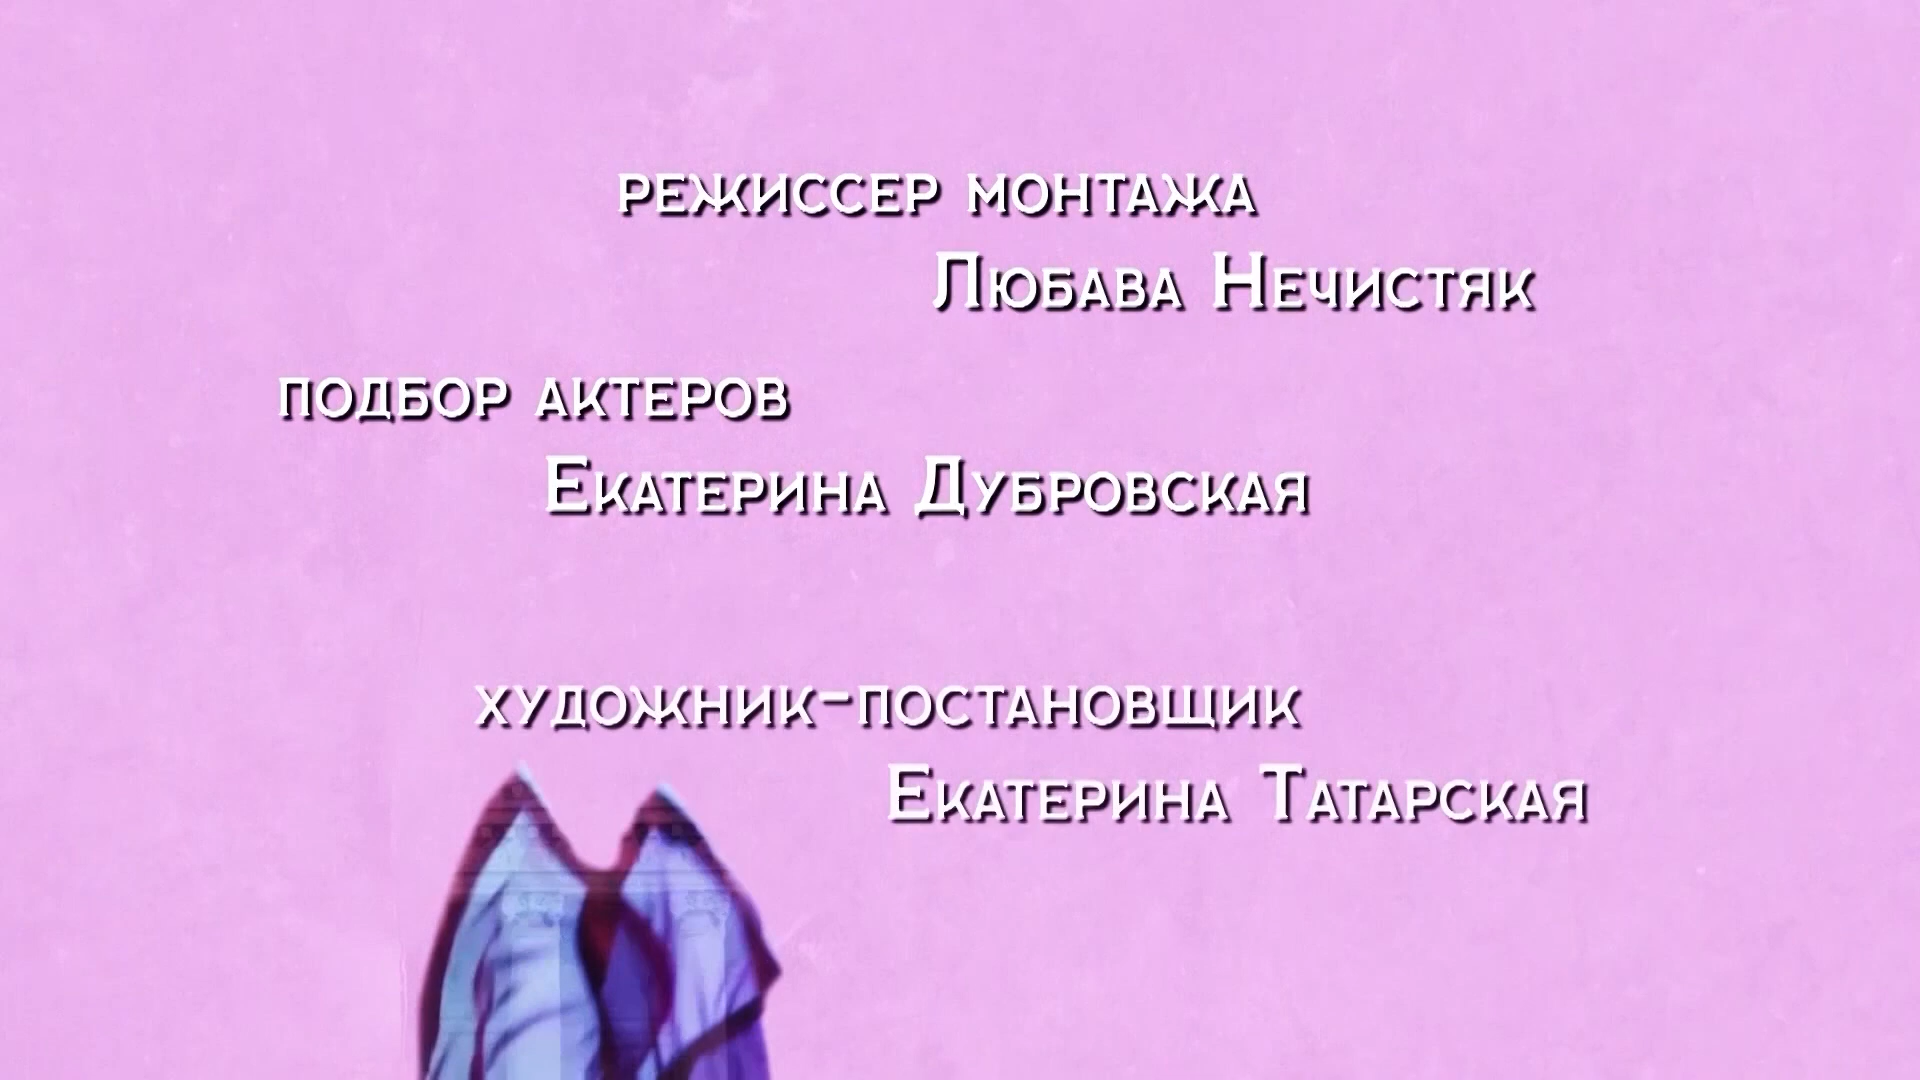 режиссер монтажа
Любава Нечистяк
подбор актеров
Екатерина Дубровская
художник-постановщик
Екатерина Татарская